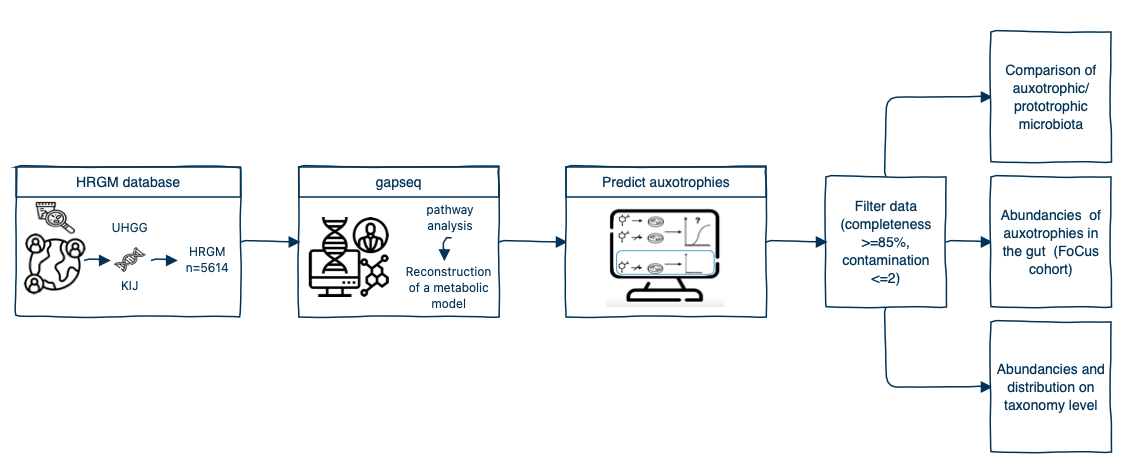 HRGM database
UHGG
KIJ
HRGM
n=5614
gapseq
pathway
analysis
Reconstruction
of a metabolic
model
Predict auxotrophies
?
Filter data
(completeness
>=85%,
contamination
<=2)
Comparison of
auxotrophic/
prototrophic
microbiota
Abundancies of
auxotrophies in
the gut (FoCus
cohort)
Abundancies and
distribution on
taxonomy level